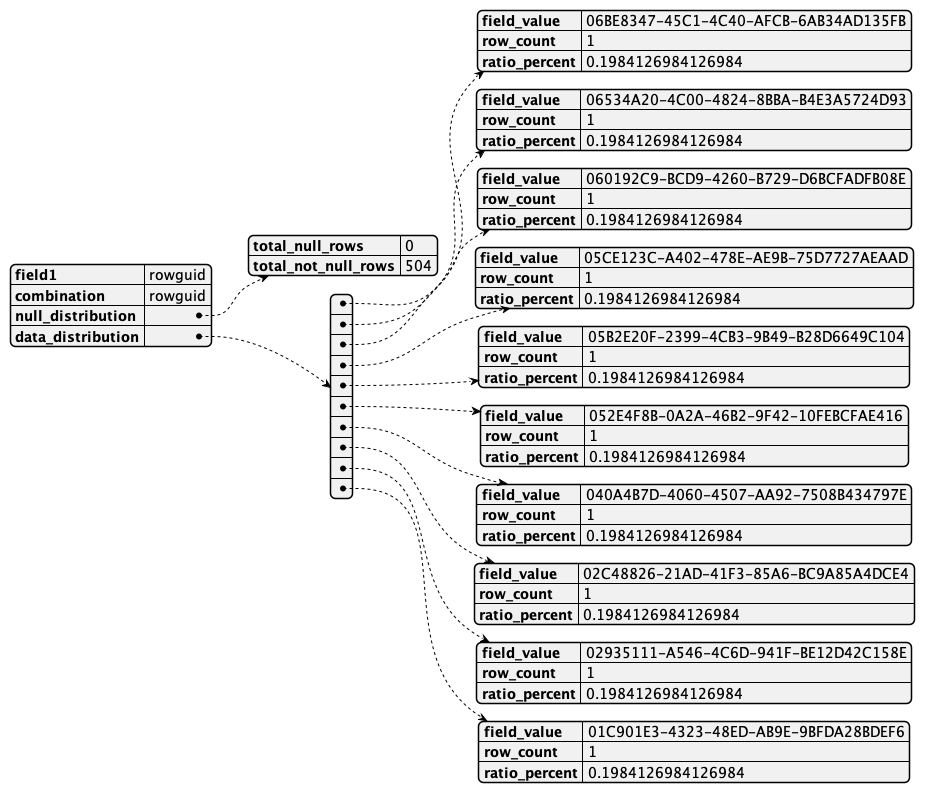 field1 rowguid
combination rowguid
null_distribution
data_distribution
total_null_rows 0
total_not_null_rows 504
field_value 06BE8347-45C1-4C40-AFCB-6AB34AD135FB
row_count 1
ratio_percent 0.1984126984126984
field_value 06534A20-4C00-4824-8BBA-B4E3A5724D93
row_count 1
ratio_percent 0.1984126984126984
field_value 060192C9-BCD9-4260-B729-D6BCFADFB08E
row_count 1
ratio_percent 0.1984126984126984
field_value 05CE123C-A402-478E-AE9B-75D7727AEAAD
row_count 1
ratio_percent 0.1984126984126984
field_value 05B2E20F-2399-4CB3-9B49-B28D6649C104
row_count 1
ratio_percent 0.1984126984126984
field_value 052E4F8B-0A2A-46B2-9F42-10FEBCFAE416
row_count 1
ratio_percent 0.1984126984126984
field_value 040A4B7D-4060-4507-AA92-7508B434797E
row_count 1
ratio_percent 0.1984126984126984
field_value 02C48826-21AD-41F3-85A6-BC9A85A4DCE4
row_count 1
ratio_percent 0.1984126984126984
field_value 02935111-A546-4C6D-941F-BE12D42C158E
row_count 1
ratio_percent 0.1984126984126984
field_value 01C901E3-4323-48ED-AB9E-9BFDA28BDEF6
row_count 1
ratio_percent 0.1984126984126984